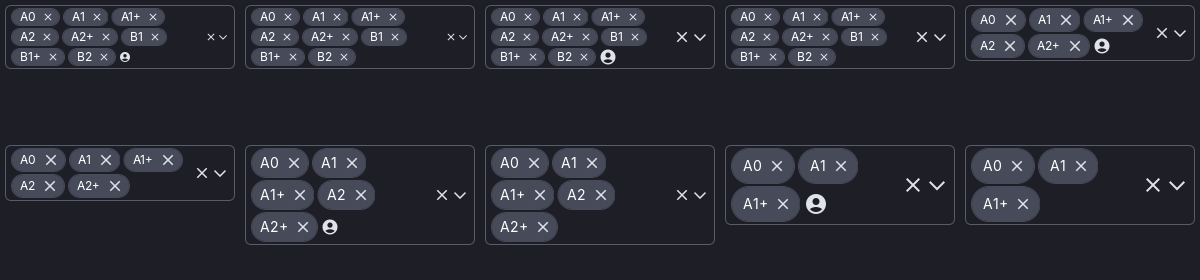 A0 A1 A1+
A2 A2+ B1
B1+ B2
A0 A1 A1+
A2 A2+ B1
B1+ B2
A0 A1 A1+
A2 A2+ B1
B1+ B2
A0 A1 A1+
A2 A2+ B1
B1+ B2
A0 A1 A1+
A2 A2+
A0 A1 A1+
A2 A2+
A0 A1
A1+ A2
A2+
A0 A1
A1+ A2
A2+
A0 A1
A1+
A0 A1
A1+